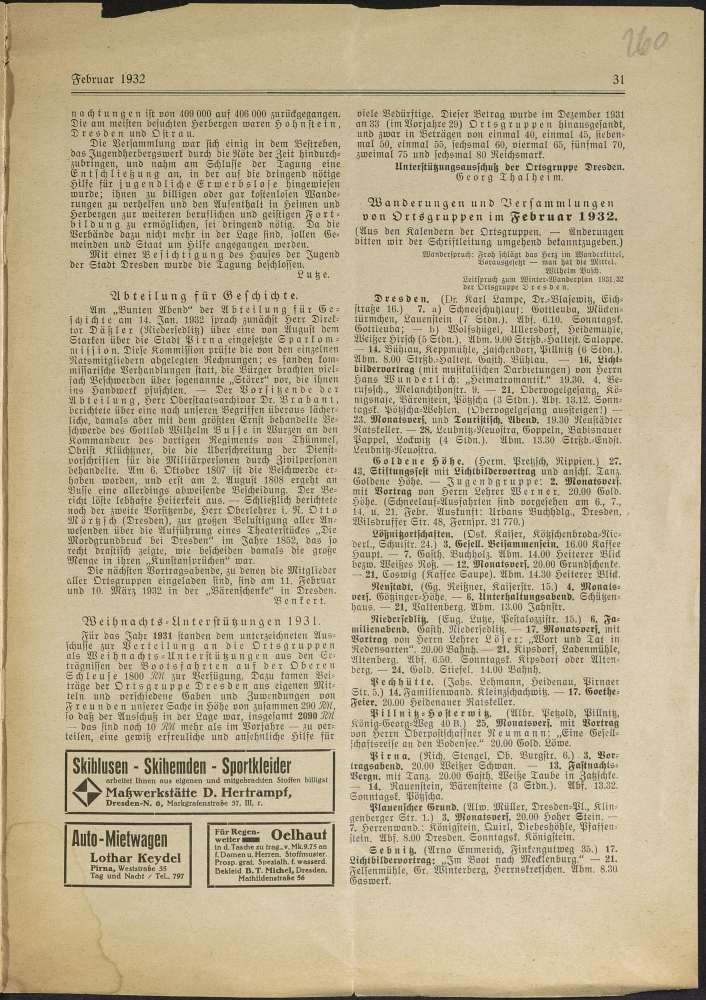 260
Februar 1932
31
nachtungen ist von 409 000 auf 406 000 zurückgegangen.
Die am meisten besuchten Herbergen waren Hohnstein,
Dresden und Ostrau.
Die Versammlung war sich einig in dem Bestreben,
das Jugendherbergswerk durch die Nöte der Zeit hindurch-
zubringen, und nahm am Schlusse der Tagung eine
Entschließung an, in der auf die dringend nötige
Hilfe für jugendliche Erwerbslose hingewiesen
wurde; ihnen zu billigen oder gar kostenlosen Wande-
rungen zu verhelfen und den Aufenthalt in Heimen und
Herbergen zur weiteren beruflichen und geistigen Fort-
bildung zu ermöglichen, sei dringend nötig. Da die
Verbände dazu nicht mehr in der Lage sind, sollen Ge-
meinden und Staat um Hilfe angegangen werden.
Mit einer Besichtigung des Hauses der Jugend
der Stadt Dresden wurde die Tagung beschlossen.
Lutze.
Abteilung für Geschichte.
Am „Bunten Abend“ der Abteilung für Ge-
schichte am 14. Jan. 1932 sprach zunächst Herr Direk-
tor Däßler (Niedersedlitz) über eine von August dem
Starken über die Stadt Pirna eingesetzte Sparkom-
mission. Diese Kommission prüfte die von den einzelnen
Ratsmitgliedern abgelegten Rechnungen; es fanden kom-
missarische Verhandlungen statt, die Bürger brachten viel-
fach Beschwerden über sogenannte „Störer“ vor, die ihnen
ins Handwerk pfuschten. — Der Vorsitzende der
Abteilung, Herr Oberstaatsarchivar Dr. Brabant,
berichtete über eine nach unseren Begriffen überaus lächer-
liche, damals aber mit dem größten Ernst behandelte Be-
schwerde des Gottlob Wilhelm Busse in Wurzen an den
Kommandeur des dortigen Regiments von Thümmel,
Obrist Klüchtzner, die die Überschreitung der Dienst-
vorschriften für die Militärpersonen durch Zivilpersonen
behandelte. Am 6. Oktober 1807 ist die Beschwerde er-
hoben worden, und erst am 2. August 1808 ergeht an
Busse eine allerdings abweisende Bescheidung. Der Be-
richt löste lebhafteste Heiterkeit aus. — Schließlich berichtete
noch der zweite Vorsitzende, Herr Oberlehrer i. R. Otto
Mörtzsch (Dresden), zur großen Belustigung aller An-
wesenden über die Aufführung eines Theaterstückes „Die
Mordgrundbruck bei Dresden“ im Jahre 1852, das so
recht drastisch zeigte, wie bescheiden damals die große
Menge in ihren „Kunstansprüchen“ war.
Die nächsten Vortragsabende, zu denen die Mitglieder
aller Ortsgruppen eingeladen sind, sind am 11. Februar
und 10. März 1932 in der „Bärenschenke“ in Dresden.
Benkert.
Weihnachts-Unterstützungen 1931.
Für das Jahr 1931 standen dem unterzeichneten Aus-
schusse zur Verteilung an die Ortsgruppen
als Weihnachts-Unterstützungen aus den Er-
trägnissen der Bootsfahrten auf der Oberen
Schleuse 1800 RM zur Verfügung. Dazu kamen Bei-
träge der Ortsgruppe Dresden aus eigenen Mit-
teln und verschiedene Gaben und Zuwendungen von
Freunden unserer Sache in Höhe von zusammen 290 RM,
so daß der Ausschuß in der Lage war, insgesamt 2090 RM
— das sind noch 10 RM mehr als im Vorjahre — zu ver-
teilen, eine gewiß erfreuliche und ansehnliche Hilfe für
Skiblusen - Skihemden - Sportkleider
arbeitet Ihnen aus eigenen und mitgebrachten Stoffen billigst
Maßwerkstätte D. Hertrampf,
Dresden-N. 6, Markgrafenstraße 37, III. r.
Auto-Mietwagen
Lothar Keydel
Pirna, Weststraße 35
Tag und Nacht / Tel. 797
Für Regen-
wetter Oelhaut
in d. Tasche zu trag., v. Mk. 9.75 an
f. Damen u. Herren. Stoffmuster.
Prosp. grat. Spezialh. f. wasserd.
Bekleid B. T. Michel, Dresden,
Mathildenstraße 56
viele Bedürftige. Dieser Betrag wurde im Dezember 1931
an 33 (im Vorjahre 29) Ortsgruppen hinausgesandt,
und zwar in Beträgen von einmal 40, einmal 45, sieben-
mal 50, einmal 55, sechsmal 60, viermal 65, fünfmal 70,
zweimal 75 und sechsmal 80 Reichsmark.
Unterstützungsausschuß der Ortsgruppe Dresden.
Georg Thalheim.
Wanderungen und Versammlungen
von Ortsgruppen im Februar 1932.
(Aus den Kalendern der Ortsgruppen. — Änderungen
bitten wir der Schriftleitung umgehend bekanntzugeben.)
Wanderspruch: Froh schlägt das Herz im Wanderkittel,
Vorausgesetzt — man hat die Mittel.
Wilhelm Busch.
Leitspruch zum Winter-Wanderplan 1931/32
der Ortsgruppe Dresden.
Dresden. (Dr. Karl Lampe, Dr.-Blasewitz, Eich-
straße 16.) 7. a) Schneeschuhlauf: Gottleuba, Mücken-
türmchen, Lauenstein (7 Stdn.). Abf. 6.10. Sonntagsk.
Gottleuba; — b) Wolfshügel, Ullersdorf, Heidemühle,
Weißer Hirsch (5 Stdn.). Abm. 9.00 Strßb.-Haltest. Saloppe.
— 14. Bühlau, Keppmühle, Zaschendorf, Pillnitz (6 Stdn.).
Abm. 8.00 Strßb.-Haltest. Gasth. Bühlau. — 16. Licht-
bildervortrag (mit musikalischen Darbietungen) von Herrn
Hans Wunderlich: „Heimatromantik.“ 19.30. 4. Be-
rufssch., Melanchthonstr. 9. — 21. Obervogelgesang, Kö-
nigsnase, Bärenstein, Pötzscha (3 Stdn.). Abf. 13.12. Sonn-
tagsk. Pötzscha-Wehlen. (Obervogelgesang aussteigen!) —
23. Monatsvers. und Touristisch. Abend. 19.30 Neustädter
Ratskeller. — 28. Leubnitz-Neuostra, Goppeln, Babisnauer
Pappel, Lockwitz (4 Stdn.). Abm. 13.30 Strßb.-Endst.
Leubnitz-Neuostra.
Goldene Höhe. (Herm. Pretzsch, Rippien.) 27.
43. Stiftungsfest mit Lichtbildervortrag und anschl. Tanz.
Goldene Höhe. — Jugendgruppe: 2. Monatsvers.
mit Vortrag von Herrn Lehrer Werner. 20.00 Gold.
Höhe. (Schneelauf-Ausfahrten sind vorgesehen am 6., 7.,
14. u. 21. Febr. Auskunft: Urbans Buchhdlg., Dresden,
Wilsdruffer Str. 48, Fernspr. 21 770.)
Lößnitzortschaften. (Osk. Kaiser, Kötzschenbroda-Nie-
derl., Schulstr. 24.) 3. Gesell. Beisammensein. 16.00 Kaffee
Haupt. — 7. Gasth. Buchholz. Abm. 14.00 Heiterer Blick
bezw. Weißes Roß. — 12. Monatsvers. 20.00 Grundschenke.
— 21. Coswig (Kaffee Saupe). Abm. 14.30 Heiterer Blick.
Neustadt. (Gg. Reißner, Kaiserstr. 15.) 4. Monats-
vers. Götzinger-Höhe. — 6. Unterhaltungsabend. Schützen-
haus. — 21. Valtenberg. Abm. 13.00 Jahnstr.
Niedersedlitz. (Eug. Lutze, Pestalozzistr. 15.) 6. Fa-
milienabend. Gasth. Niedersedlitz. — 17. Monatsvers. mit
Vortrag von Herrn Lehrer Löser: „Wort und Tat in
Redensarten“. 20.00 Bahnh. — 21. Kipsdorf, Ladenmühle,
Altenberg. Abf. 6.50. Sonntagsk. Kipsdorf oder Alten-
berg. — 24. Gold. Stiefel. 14.00 Bahnh.
Pechhütte. (Johs. Lehmann, Heidenau, Pirnaer
Str. 5.) 14. Familienwand. Kleinzschachwitz. — 17. Goethe-
Feier. 20.00 Heidenauer Ratskeller.
Pillnitz-Hosterwitz. (Albr. Petzold, Pillnitz,
König-Georg-Weg 40 B.) 25. Monatsvers. mit Vortrag
von Herrn Oberpostschaffner Neumann: „Eine Gesell-
schaftsreise an den Bodensee.“ 20.00 Gold. Löwe.
Pirna. (Rich. Stengel, Ob. Burgstr. 6.) 3. Vor-
tragsabend. 20.00 Weißer Schwan. — 13. Fastnachts-
Vergn. mit Tanz. 20.00 Gasth. Weiße Taube in Zatzschke.
— 14. Rauenstein, Bärensteine (3 Stdn.). Abf. 13.32.
Sonntagsk. Pötzscha.
Plauenscher Grund. (Alw. Müller, Dresden-Pl., Klin-
genberger Str. 1.) 3. Monatsvers. 20.00 Hoher Stein. —
7. Herrenwand.: Königstein, Quirl, Diebeshöhle, Pfaffen-
stein. Abf. 8.00 Dresden. Sonntagsk. Königstein.
Sebnitz. (Arno Emmerich, Finkengutweg 35.) 17.
Lichtbildervortrag: „Im Boot nach Mecklenburg.“ — 21.
Felsenmühle, Gr. Winterberg, Herrnskretschen. Abm. 8.30
Gaswerk.